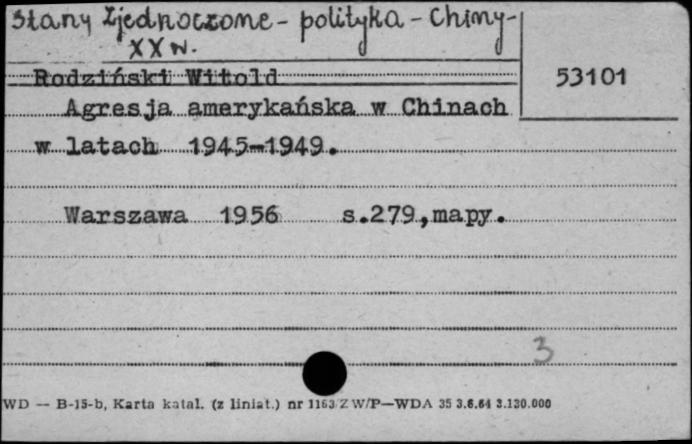 Stany Zjednoczone - polityka - Chiny -
XX w.
Rodziński Witold
53101
Agresja amerykańska w Chinach
w latach 1945-1949.
Warszawa 1956 s.279,mapy.
3
WD — B-15-b, Karta katal. (z liniat.) nr 1163 Z W/P—WDA 35 3.6.64 3.130.000